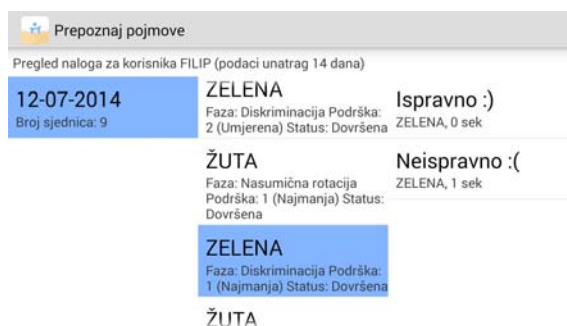 Prepoznaj pojmove
Pregled naloga za korisnika FILIP (podaci unatrag 14 dana)
12-07-2014
Broj sjednica: 9
ZELENA
Faza: Diskriminacija Podrška:
2 (Umjerena) Status: Dovršena
ŽUTA
Faza: Nasumična rotacija
Podrška: 1 (Najmanja) Status:
Dovršena
ZELENA
Faza: Diskriminacija Podrška:
1 (Najmanja) Status: Dovršena
ŽUTA
Ispravno :)
ZELENA, 0 sek
Neispravno :(
ZELENA, 1 sek